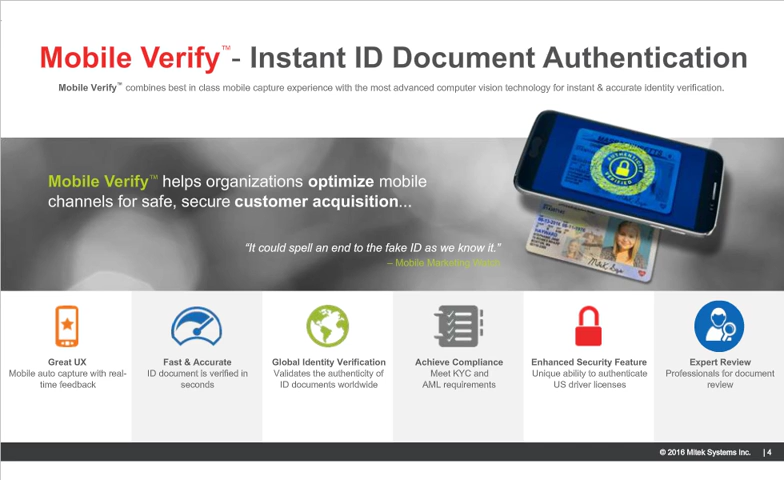 Mobile Verify™ - Instant ID Document Authentication
Mobile Verify™ combines best in class mobile capture experience with the most advanced computer vision technology for instant & accurate identity verification.
Mobile Verify™ helps organizations optimize mobile
channels for safe, secure customer acquisition...
“It could spell an end to the fake ID as we know it.”
– Mobile Marketing Watch
AUTHENTICITY
VERIFIED
HAYWARD
Great UX
Mobile auto capture with real-
time feedback
Fast & Accurate
ID document is verified in
seconds
Global Identity Verification
Validates the authenticity of
ID documents worldwide
Achieve Compliance
Meet KYC and
AML requirements
Enhanced Security Feature
Unique ability to authenticate
US driver licenses
Expert Review
Professionals for document
review
© 2016 Mitek Systems Inc. | 4